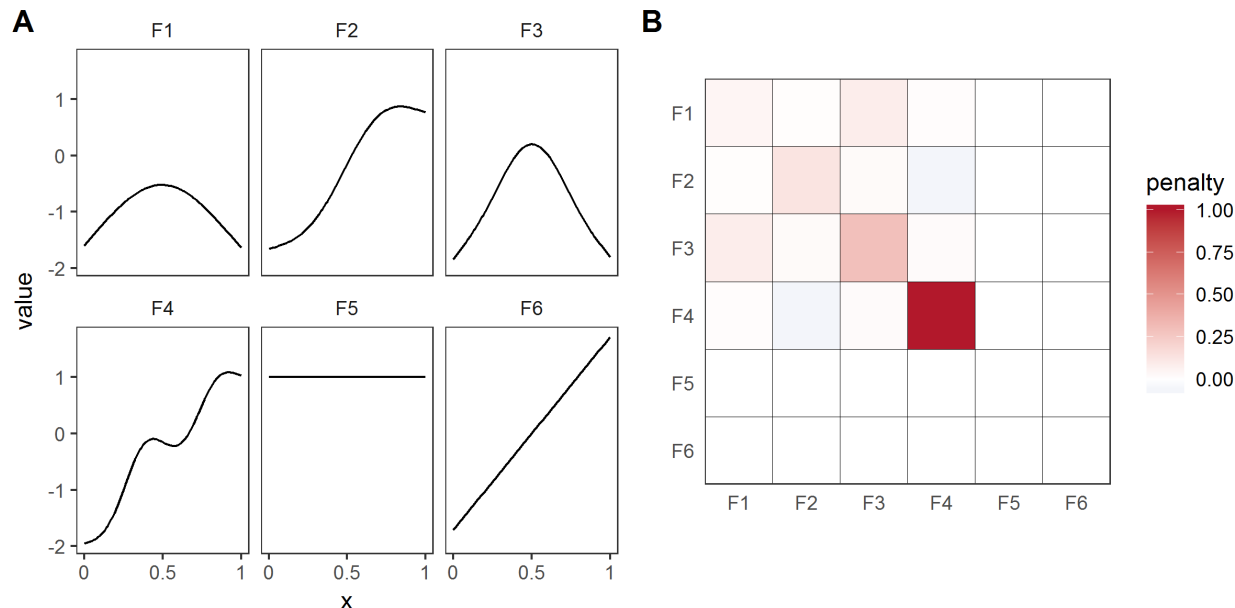 A
F1 F2 F3
1
0
-1
-2
value
F4 F5 F6
1
0
-1
-2
0 0.5 1 0 0.5 1 0 0.5 1
x
B
F1
F2
F3
F4
F5
F6
F1 F2 F3 F4 F5 F6
penalty
1.00
0.75
0.50
0.25
0.00